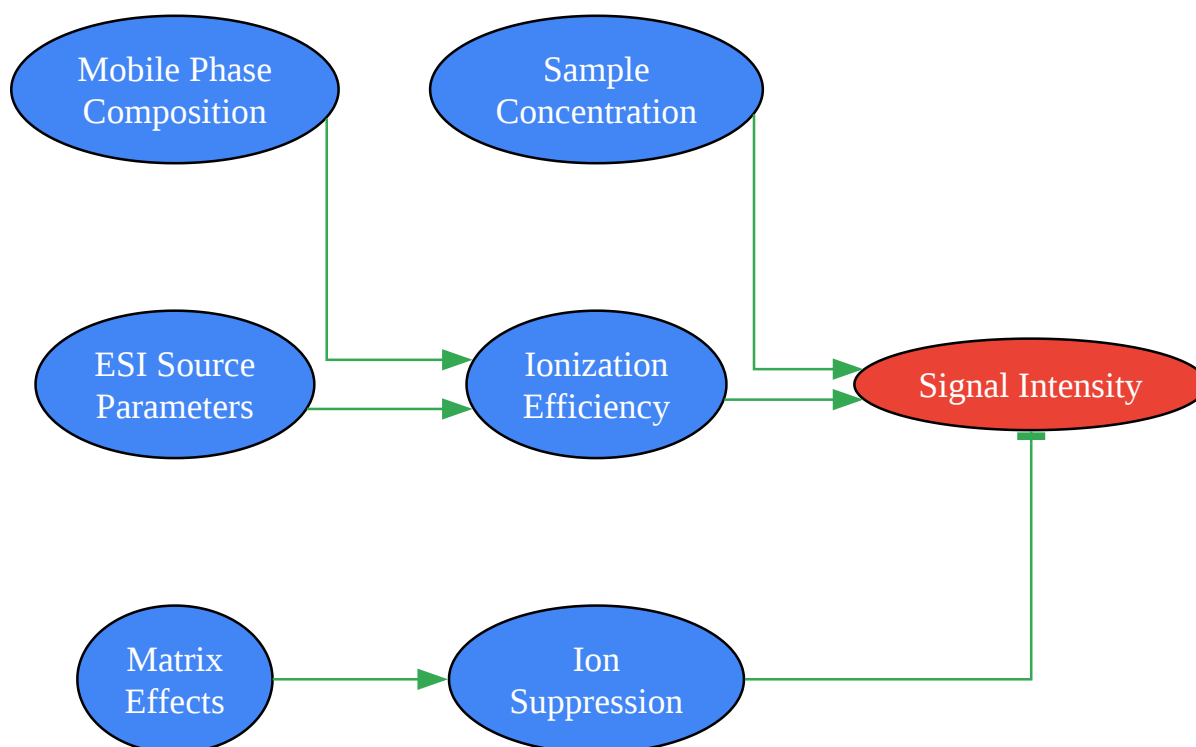 Mobile Phase
Composition
Sample
Concentration
ESI Source
Parameters
Ionization
Efficiency
Signal Intensity
Matrix
Effects
Ion
Suppression